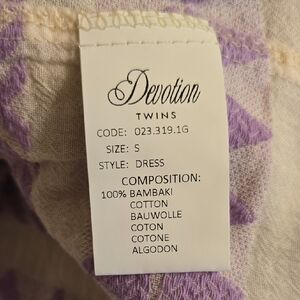 Devotion
TWINS
CODE: 023.319.1G
SIZE: S
STYLE: DRESS
COMPOSITION:
100% BAMBAKI
COTTON
BAUWOLLE
COTON
COTONE
ALGODON